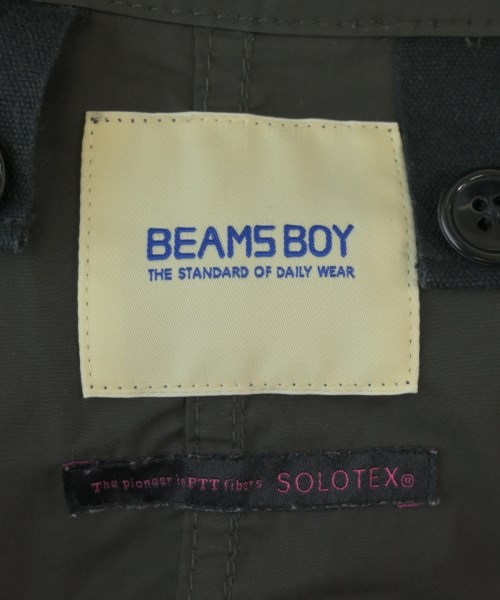 BEAMS BOY
THE STANDARD OF DAILY WEAR
The pioneer in PTT fibers SOLOTEX®